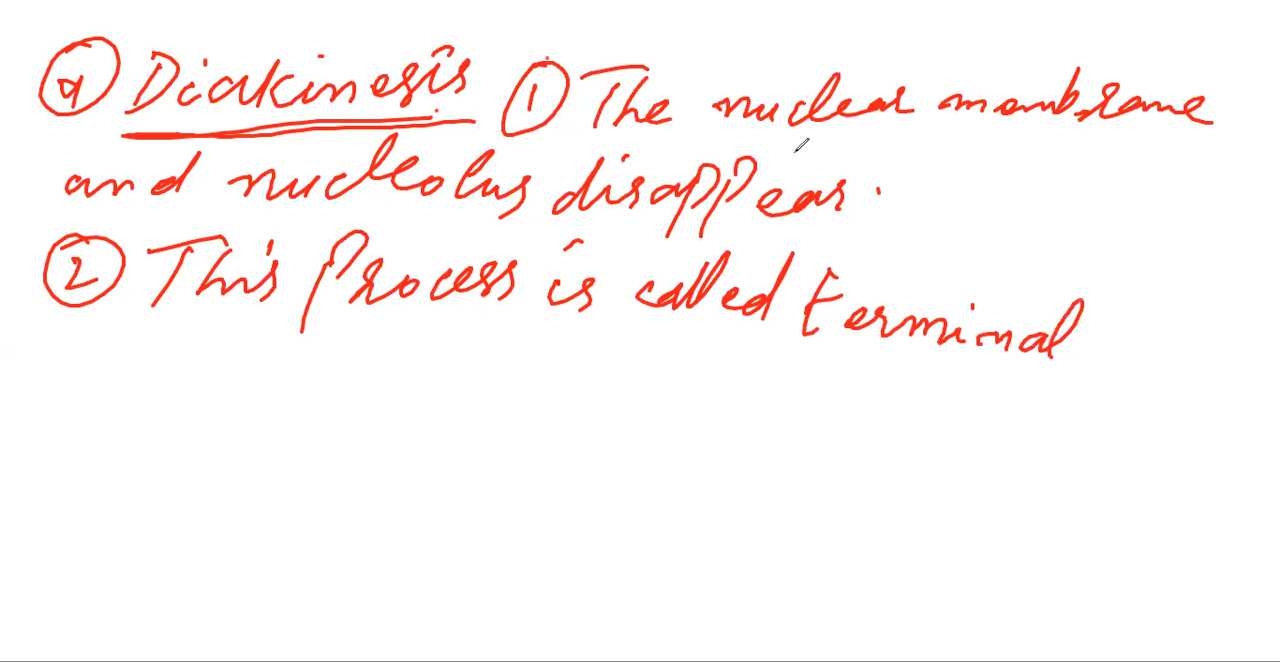 ④ Diakinesis ① The nuclear membrane
and nucleolus disappear.
② This process is called terminal